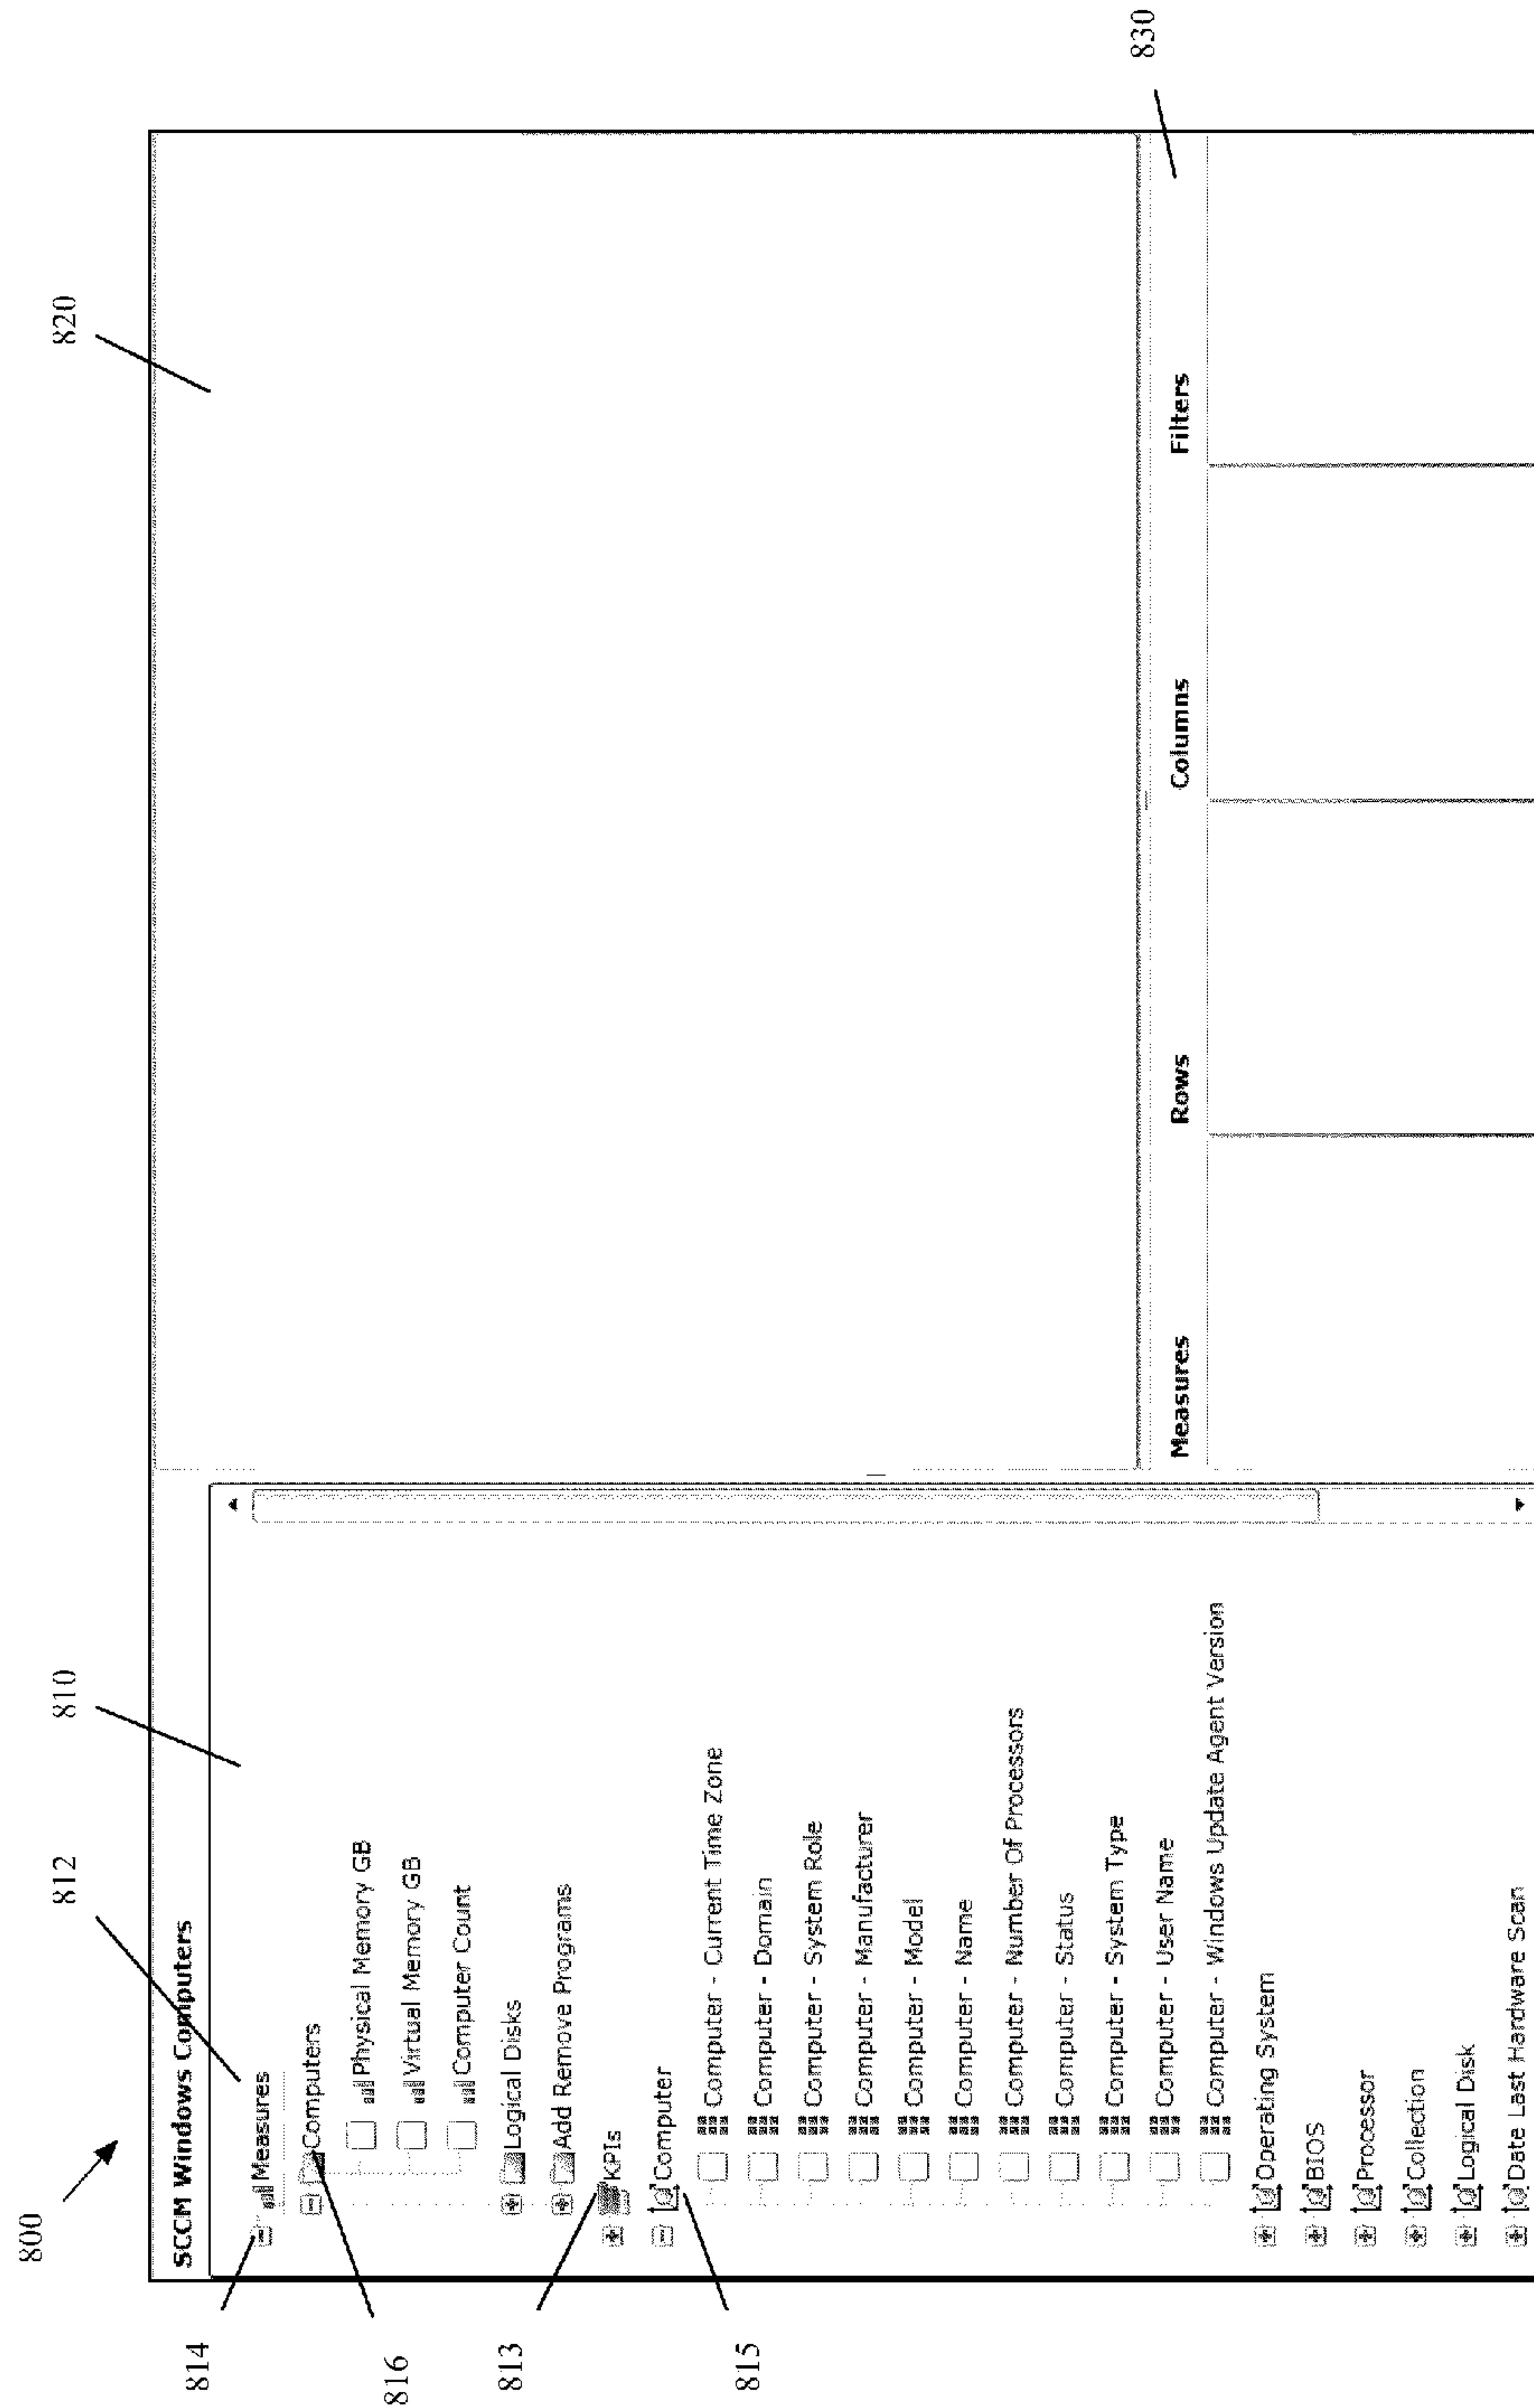 800
812
810
820
SCCM Windows Computers
814
Measures
816
Computers
Physical Memory GB
Virtual Memory GB
Computer Count
Logical Disks
Add Remove Programs
813
KPIs
815
Computer
Computer - Current Time Zone
Computer - Domain
Computer - System Role
Computer - Manufacturer
Computer - Model
Computer - Name
Computer - Number Of Processors
Computer - Status
Computer - System Type
Computer - User Name
Computer - Windows Update Agent Version
Operating System
BIOS
Processor
Collection
Logical Disk
Date Last Hardware Scan
Measures
Rows
Columns
Filters
830